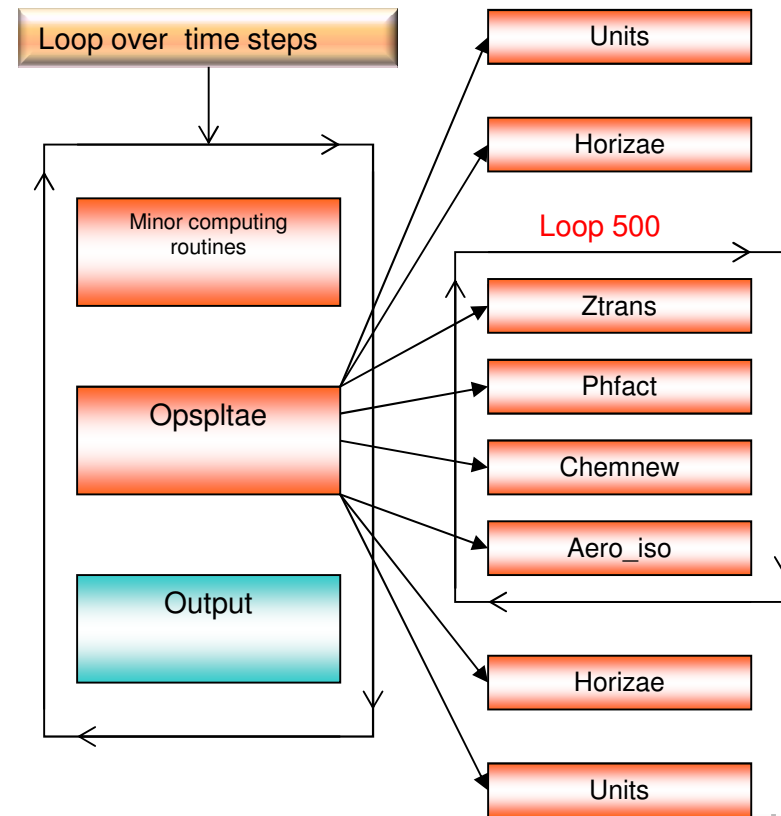 Loop over time steps
Minor computing
routines
Opspltae
Output
Units
Horizae
Loop 500
Ztrans
Phfact
Chemnew
Aero_iso
Horizae
Units